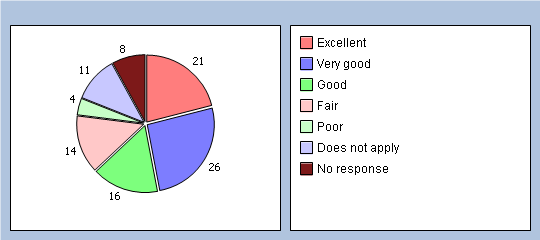 8
21
11
4
14
26
16
Excellent
Very good
Good
Fair
Poor
Does not apply
No response